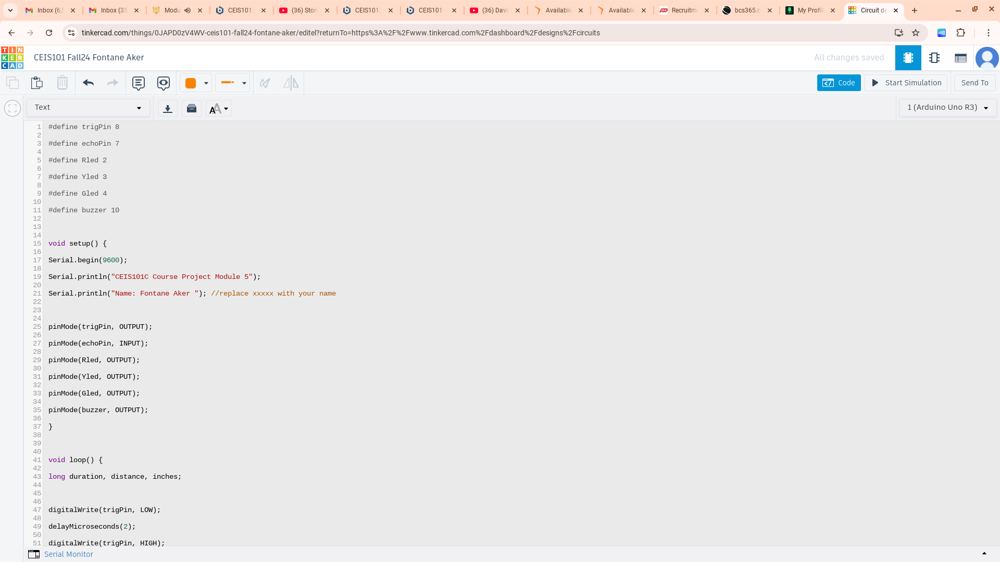 Inbox (6,5
Inbox (35
Modu
CEIS101:
(36) Stori
CEIS101:
CEIS101
(36) Davr
Available
Available
Recruitm
bcs365.c
My Profil
Circuit de
tinkercad.com/things/0JAPD0zV4WV-ceis101-fall24-fontane-aker/editel?returnTo=https%3A%2F%2Fwww.tinkercad.com%2Fdashboard%2Fdesigns%2Fcircuits
TINKERCAD
CEIS101 Fall24 Fontane Aker
All changes saved
Code
Start Simulation
Send To
Text
AA
1 (Arduino Uno R3)
1 #define trigPin 8
2
3 #define echoPin 7
4
5 #define Rled 2
6
7 #define Yled 3
8
9 #define Gled 4
10
11 #define buzzer 10
12
13
14
15 void setup() {
16
17 Serial.begin(9600);
18
19 Serial.println("CEIS101C Course Project Module 5");
20
21 Serial.println("Name: Fontane Aker "); //replace xxxxx with your name
22
23
24
25 pinMode(trigPin, OUTPUT);
26
27 pinMode(echoPin, INPUT);
28
29 pinMode(Rled, OUTPUT);
30
31 pinMode(Yled, OUTPUT);
32
33 pinMode(Gled, OUTPUT);
34
35 pinMode(buzzer, OUTPUT);
36
37 }
38
39
40
41 void loop() {
42
43 long duration, distance, inches;
44
45
46
47 digitalWrite(trigPin, LOW);
48
49 delayMicroseconds(2);
50
51 digitalWrite(trigPin, HIGH);
Serial Monitor